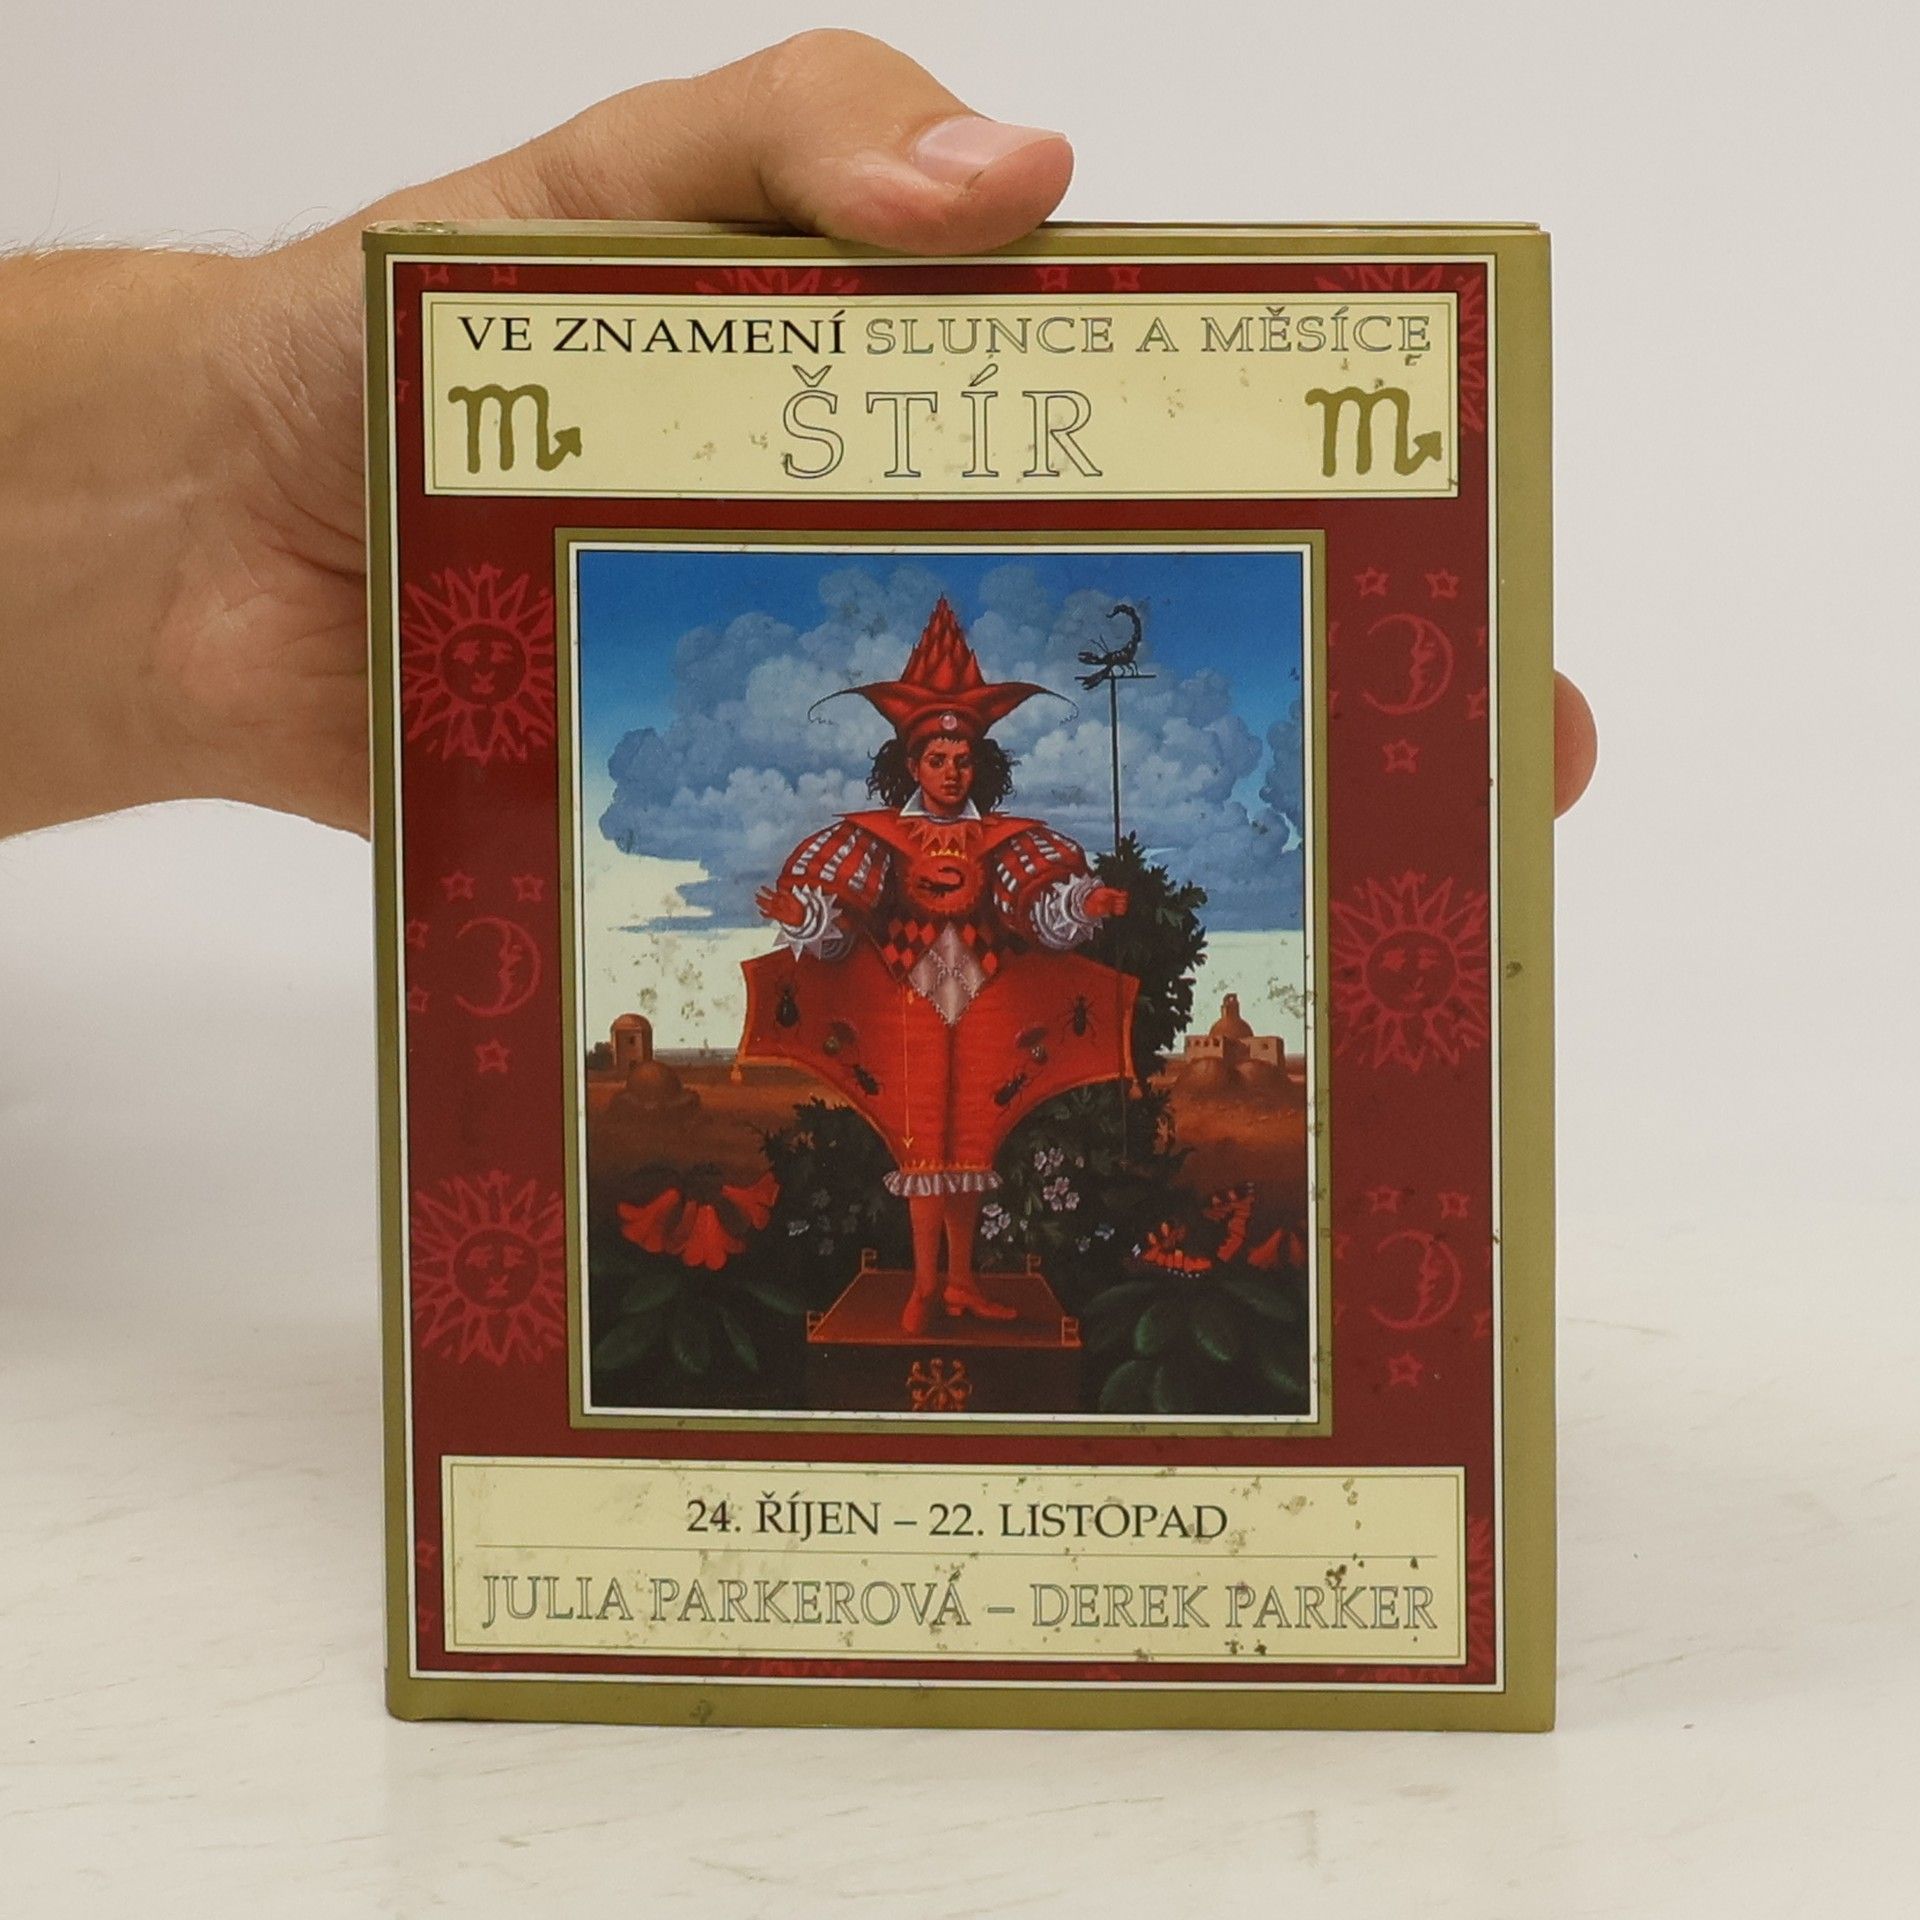 VE ZNAMENÍ SLUNCE A MĚSÍCE
ŠTÍR
24. ŘÍJEN – 22. LISTOPAD
JULIA PARKEROVÁ – DEREK PARKER